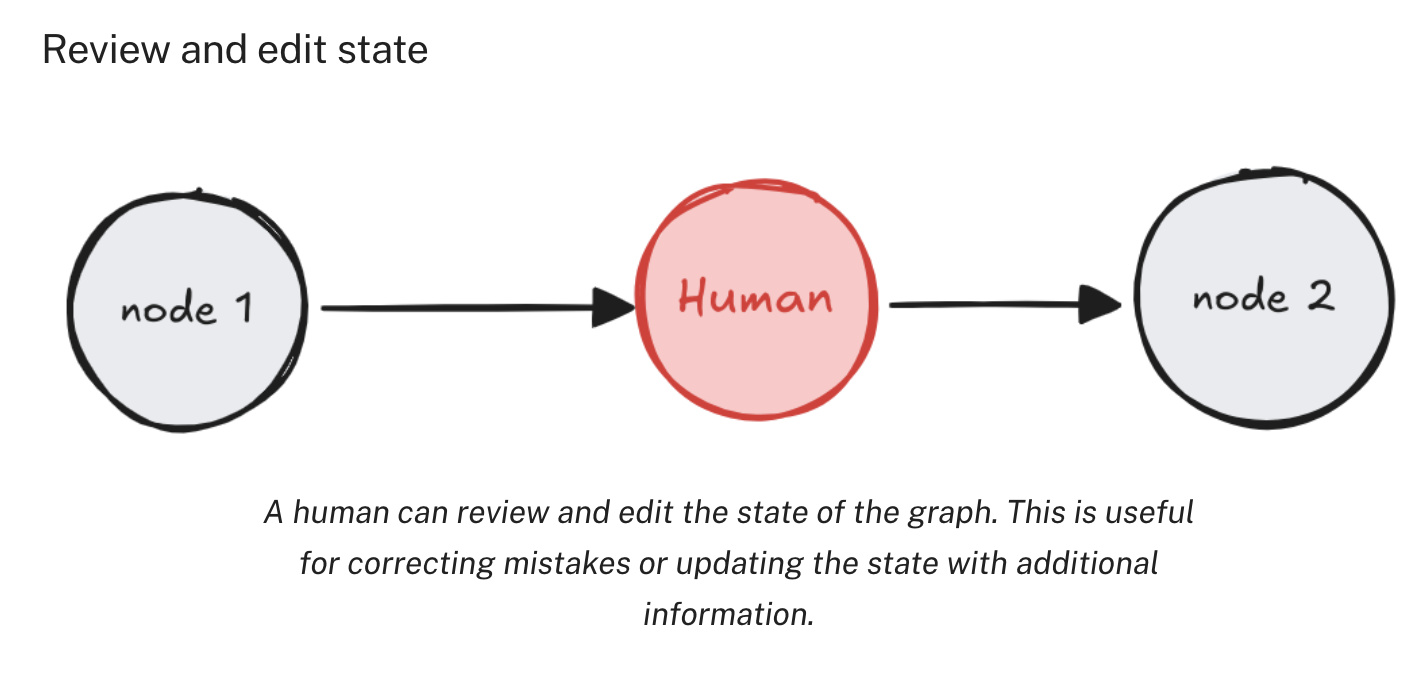 Review and edit state
node 1
Human
node 2
A human can review and edit the state of the graph. This is useful
for correcting mistakes or updating the state with additional
information.